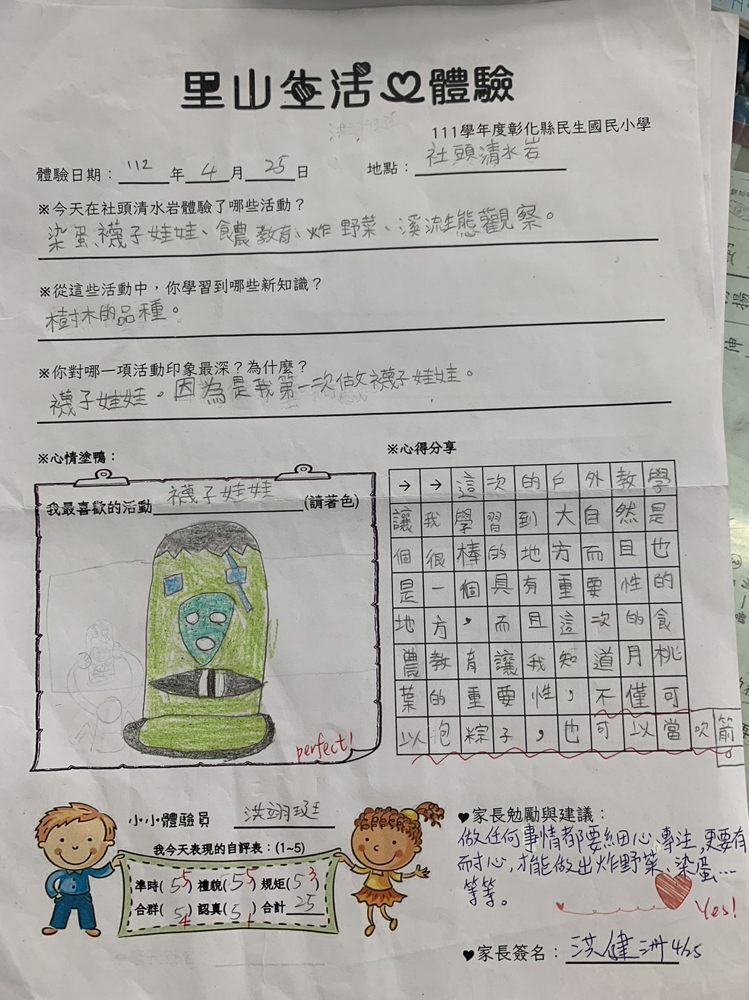 里山生活體驗
111學年度彰化縣民生國民小學
體驗日期：112年4月25日 地點：社頭清水岩
※今天在社頭清水岩體驗了哪些活動？
染蛋、襪子娃娃、食農教育、炸野菜、溪流生態觀察。
※從這些活動中，你學習到哪些新知識？
樹木的品種。
※你對哪一項活動印象最深？為什麼？
襪子娃娃。因為是我第一次做襪子娃娃。
※心情塗鴨：
我最喜歡的活動襪子娃娃(請著色)
perfect!
※心得分享
→→這次的戶外教學
讓我學習到大自然是
個很棒的地方而且也
是一個具有重要性的
地方，而且這次的食
農教育讓我知道月桃
葉的重要性，不僅可
以包粽子，也可以當吹箭。
小小體驗員 洪翊珽
我今天表現的自評表：(1~5)
準時(5 5) 禮貌(5 5) 規矩(5 3)
合群(5 4) 認真(5 1) 合計25
♥家長勉勵與建議：
做任何事情都要細心、專注,更要有
耐心,才能做出炸野菜、染蛋…
等等。
Yes!
♥家長簽名：洪健洲 4/25